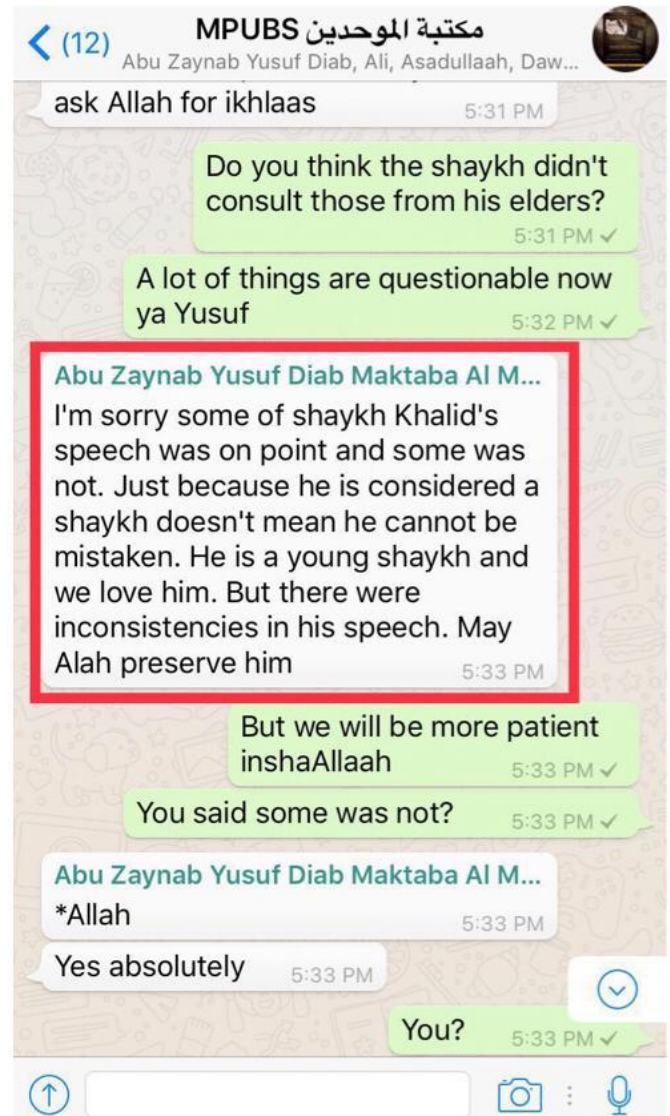 (12)
مكتبة الموحدين MPUBS
Abu Zaynab Yusuf Diab, Ali, Asadullaah, Daw...
ask Allah for ikhlaas
5:31 PM
Do you think the shaykh didn't
consult those from his elders?
5:31 PM
A lot of things are questionable now
ya Yusuf
5:32 PM
Abu Zaynab Yusuf Diab Maktaba Al M...
I'm sorry some of shaykh Khalid's
speech was on point and some was
not. Just because he is considered a
shaykh doesn't mean he cannot be
mistaken. He is a young shaykh and
we love him. But there were
inconsistencies in his speech. May
Alah preserve him
5:33 PM
But we will be more patient
inshaAllaah
5:33 PM
You said some was not?
5:33 PM
Abu Zaynab Yusuf Diab Maktaba Al M...
*Allah
5:33 PM
Yes absolutely
5:33 PM
You?
5:33 PM